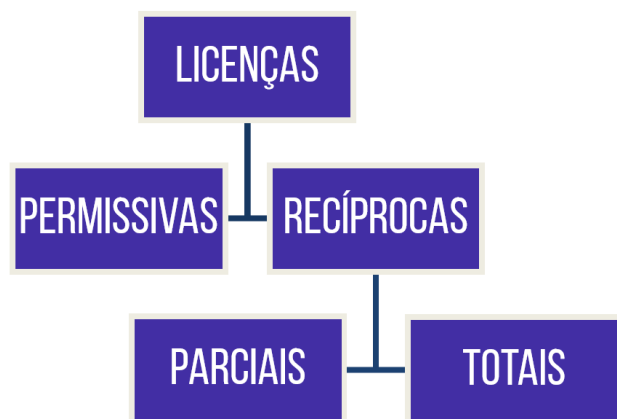 LICENÇAS
PERMISSIVAS
RECÍPROCAS
PARCIAIS
TOTAIS